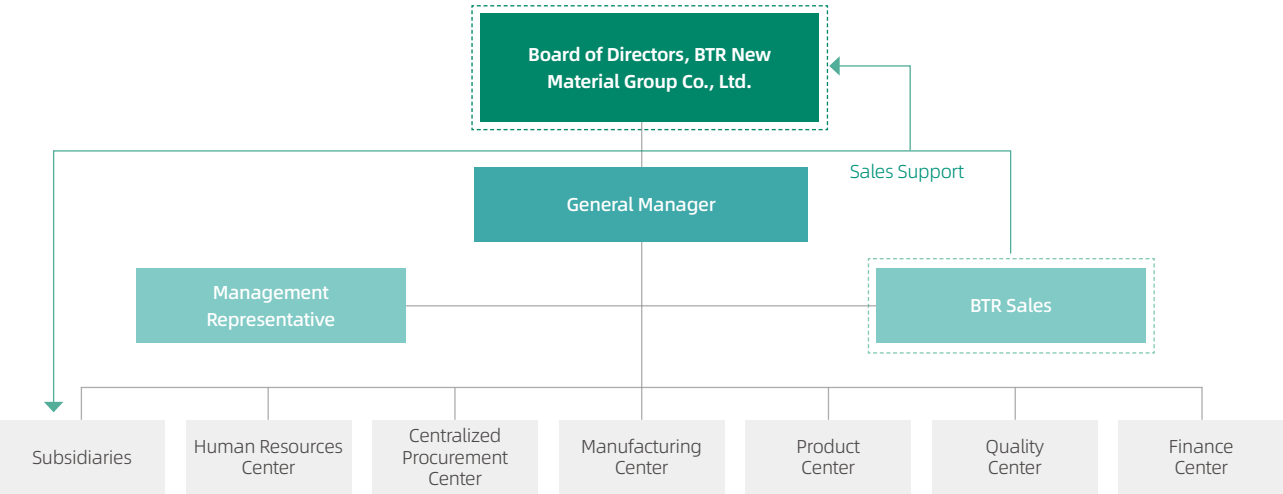 Board of Directors, BTR New
Material Group Co., Ltd.
Sales Support
General Manager
Management
Representative
BTR Sales
Subsidiaries
Human Resources
Center
Centralized
Procurement
Center
Manufacturing
Center
Product
Center
Quality
Center
Finance
Center